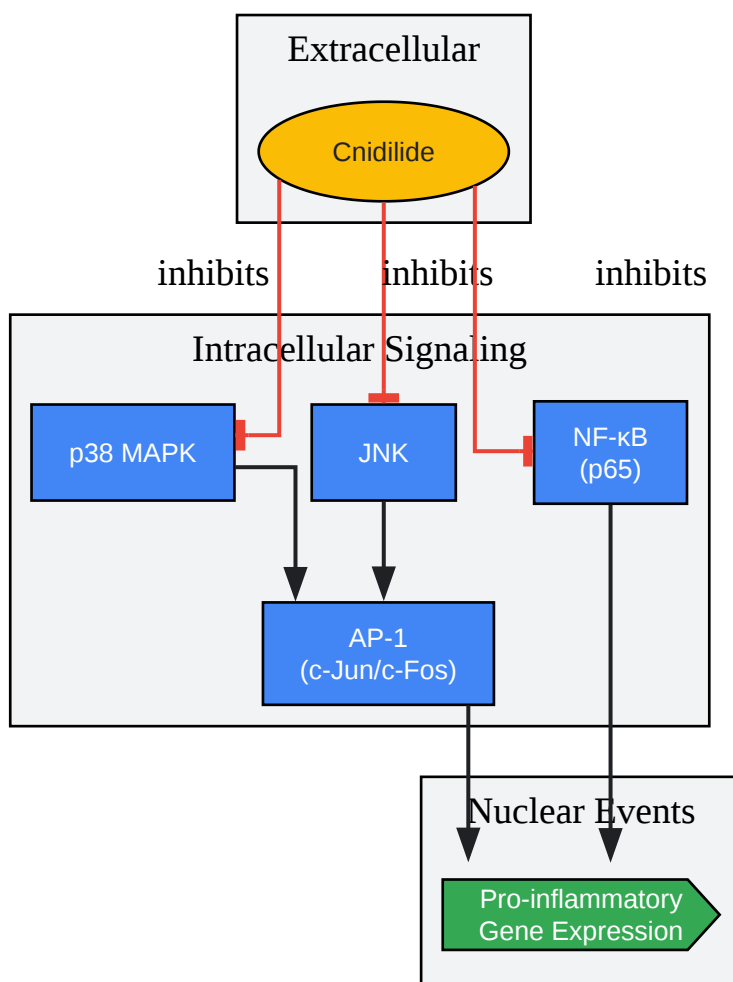 Extracellular
Cnidilide
inhibits inhibits inhibits
Intracellular Signaling
p38 MAPK
JNK
NF-κB
(p65)
AP-1
(c-Jun/c-Fos)
Nuclear Events
Pro-inflammatory
Gene Expression